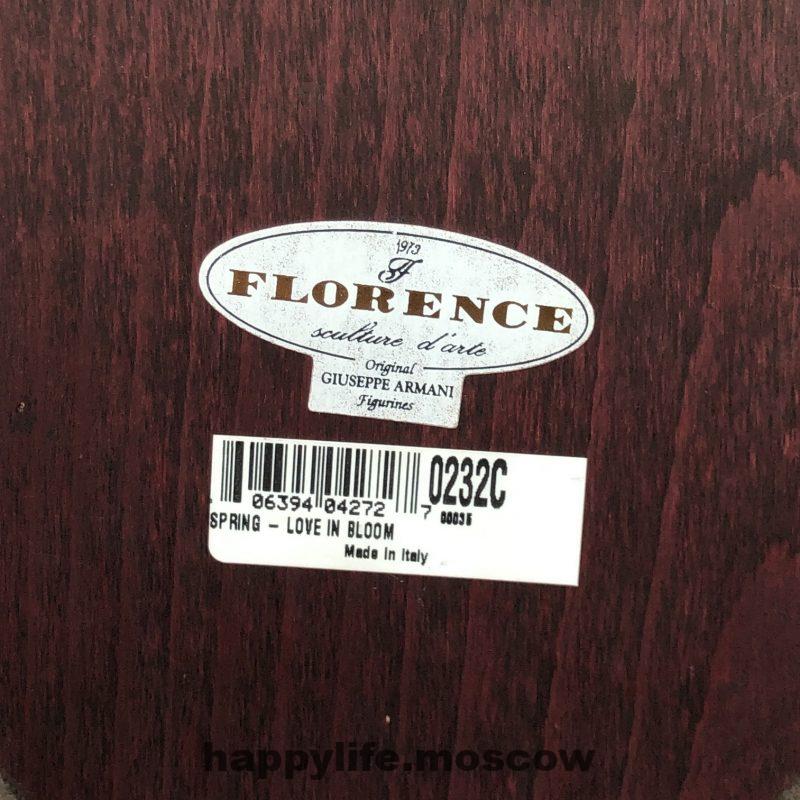 1973
FLORENCE
sculture d'arte
Original
GIUSEPPE ARMANI
Figurines
0232C
06394 04272 7
00035
SPRING – LOVE IN BLOOM
Made in Italy
happylife.moscow